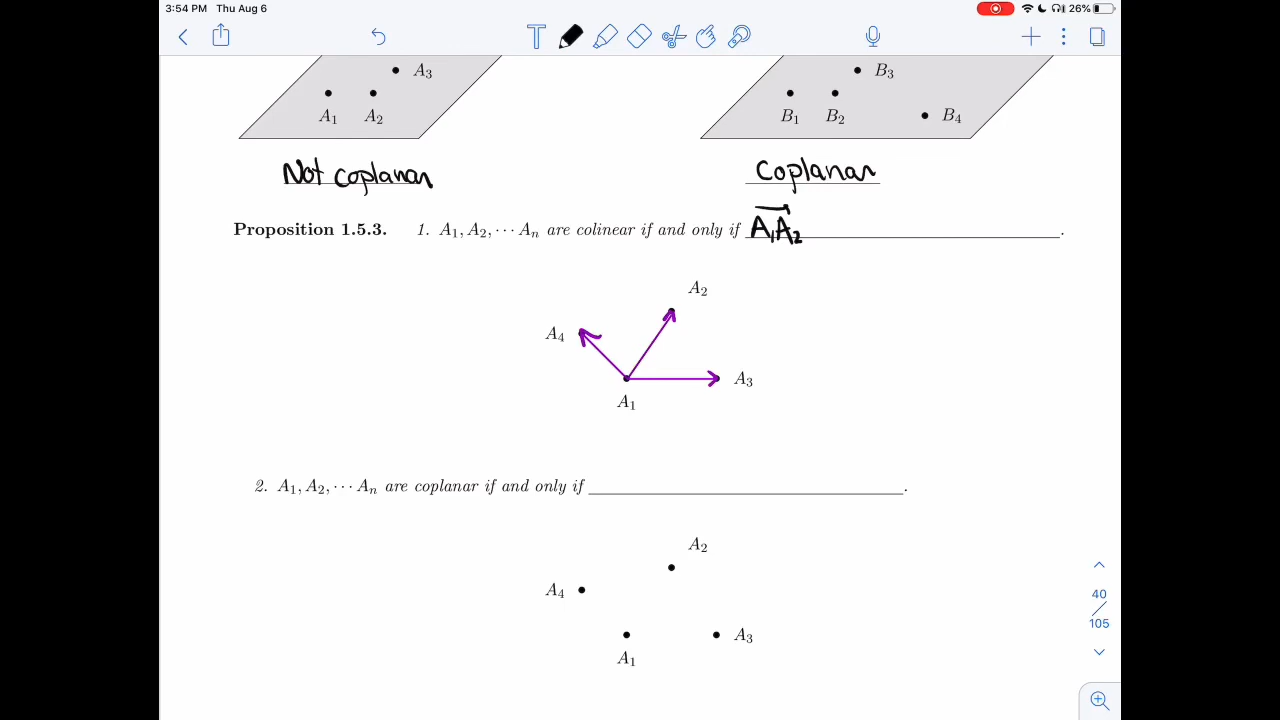 3:54 PM Thu Aug 6
26%
A₃
B₃
A₁ A₂
B₁ B₂ B₄
Not coplanar
Coplanar
Proposition 1.5.3. 1. A₁, A₂, ⋯ Aₙ are colinear if and only if A₁A₂⃗ .
A₂
A₄
A₃
A₁
2. A₁, A₂, ⋯ Aₙ are coplanar if and only if .
A₂
A₄
A₃
A₁
40
105